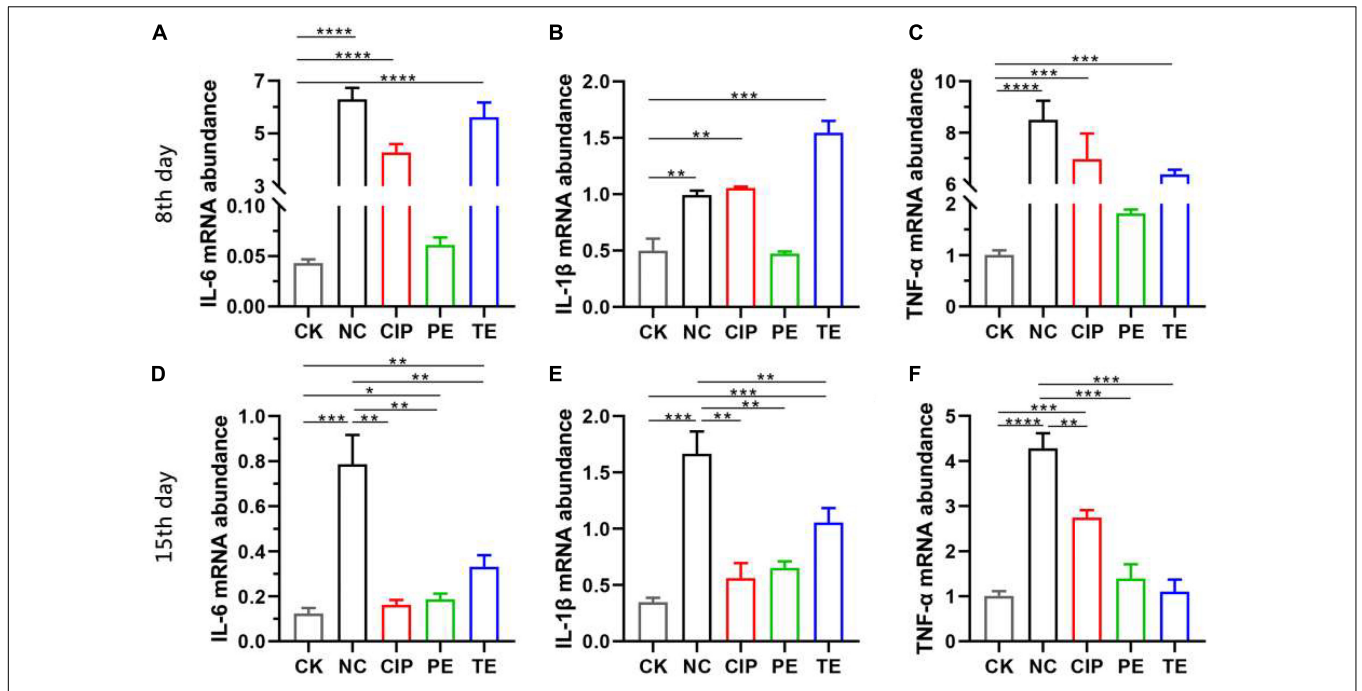 A
B
C
8th day
IL-6 mRNA abundance
7
5
3
0.10
0.05
0.00
****
****
****
CK NC CIP PE TE
IL-1β mRNA abundance
2.0
1.5
1.0
0.5
0.0
***
**
**
CK NC CIP PE TE
TNF-α mRNA abundance
10
8
6
2
1
0
***
***
****
CK NC CIP PE TE
D
E
F
15th day
IL-6 mRNA abundance
1.0
0.8
0.6
0.4
0.2
0.0
**
**
*
**
*** **
CK NC CIP PE TE
IL-1β mRNA abundance
2.0
1.5
1.0
0.5
0.0
**
***
**
*** **
CK NC CIP PE TE
TNF-α mRNA abundance
5
4
3
2
1
0
***
***
***
**** **
CK NC CIP PE TE